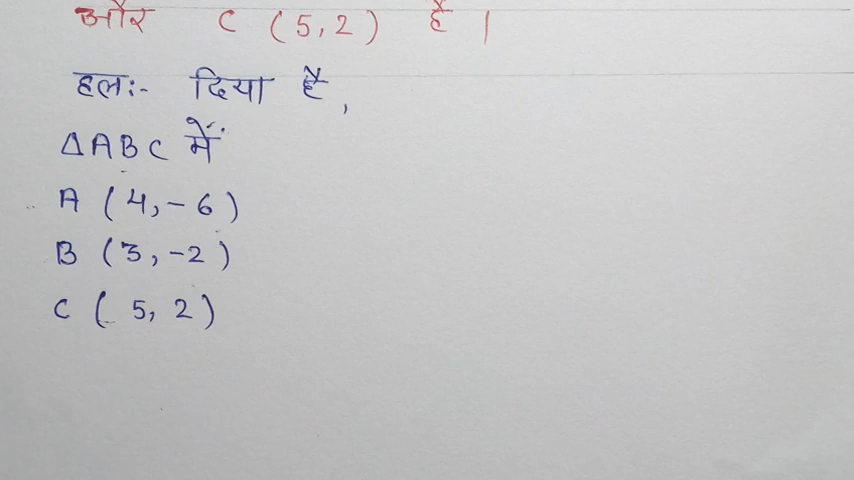 और C (5,2) है |
हलः- दिया है,
ΔABC में
A (4,-6)
B (3,-2)
C (5,2)